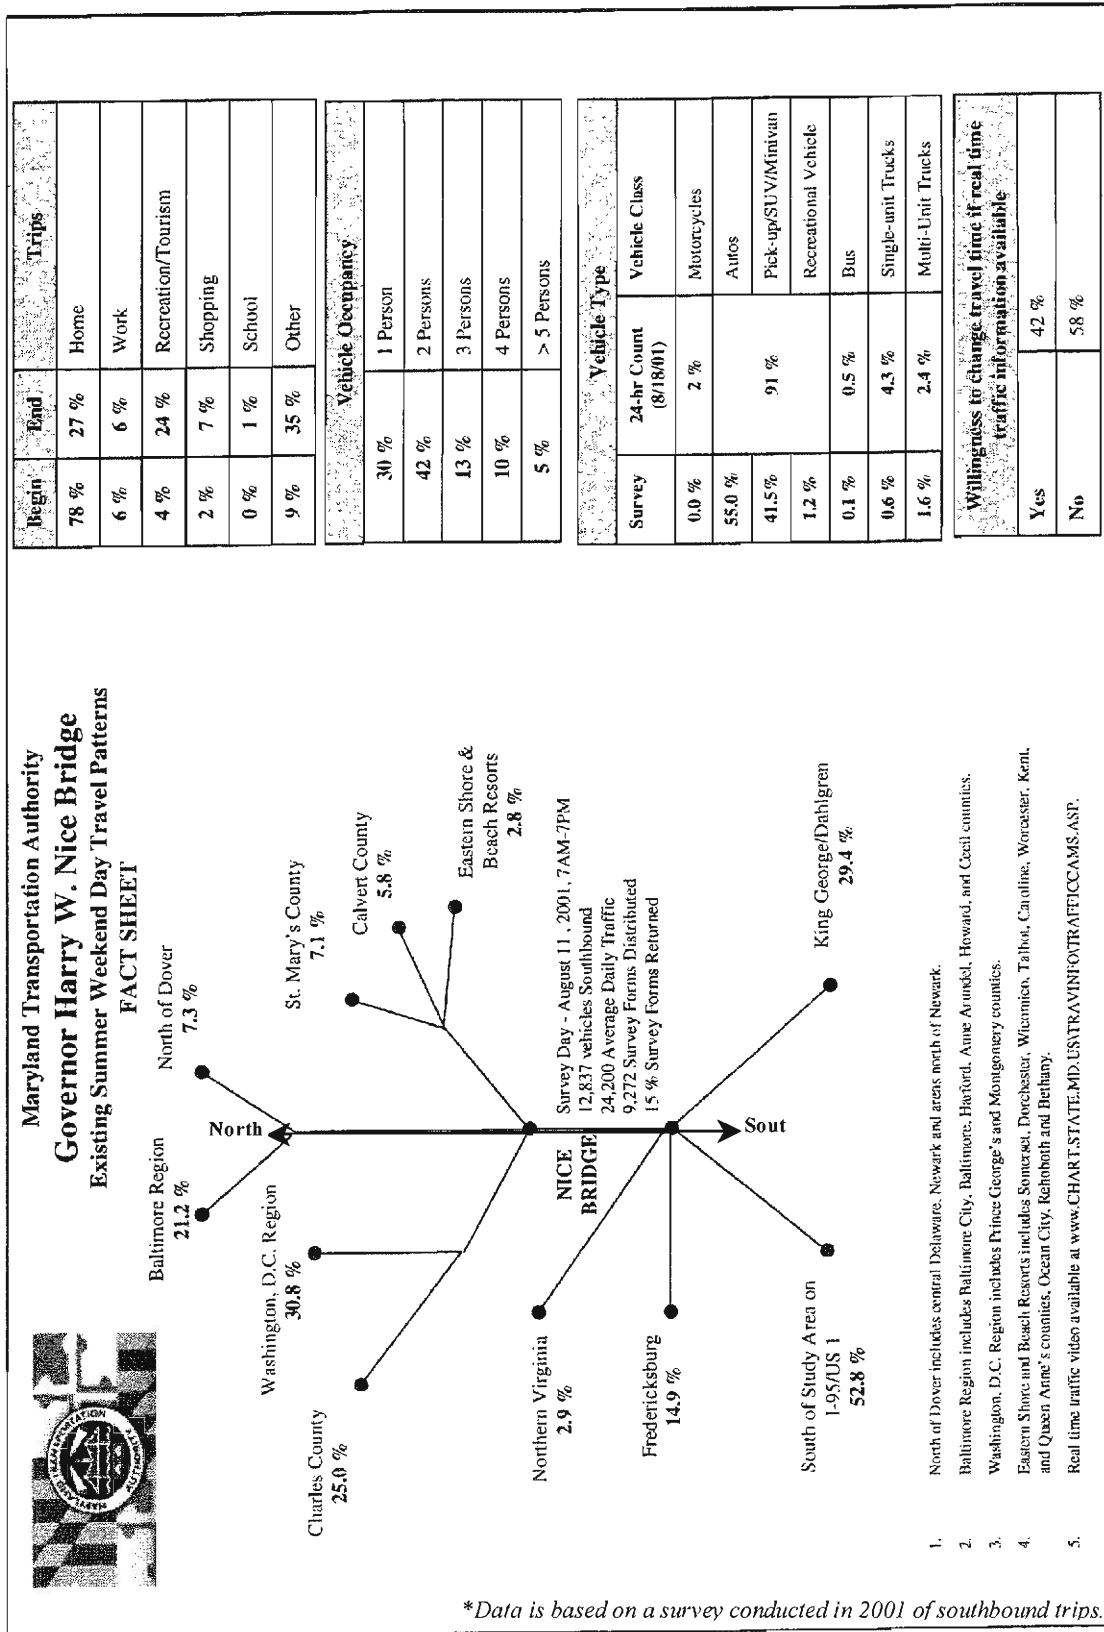 Maryland Transportation Authority
Governor Harry W. Nice Bridge
Existing Summer Weekend Day Travel Patterns
FACT SHEET
MARYLAND TRANSPORTATION
AUTHORITY
Baltimore Region
21.2 %
North of Dover
7.3 %
North
Washington, D.C. Region
30.8 %
Charles County
25.0 %
St. Mary's County
7.1 %
Calvert County
5.8 %
Eastern Shore &
Beach Resorts
2.8 %
NICE
BRIDGE
Survey Day - August 11, 2001, 7AM-7PM
12,837 vehicles Southbound
24,200 Average Daily Traffic
9,272 Survey Forms Distributed
15 % Survey Forms Returned
Northern Virginia
2.9 %
Fredericksburg
14.9 %
Sout
South of Study Area on
I-95/US 1
52.8 %
King George/Dahlgren
29.4 %
1. North of Dover includes central Delaware, Newark and areas north of Newark.
2. Baltimore Region includes Baltimore City, Baltimore, Harford, Anne Arundel, Howard, and Cecil counties.
3. Washington, D.C. Region includes Prince George's and Montgomery counties.
4. Eastern Shore and Beach Resorts includes Somerset, Dorchester, Wicomico, Talbot, Caroline, Worcester, Kent,
and Queen Anne's counties, Ocean City, Rehoboth and Bethany.
5. Real time traffic video available at www.CHART.STATE.MD.US\TRAVINFO\TRAFFICCAMS.ASP.
Begin End Trips
78 % 27 % Home
6 % 6 % Work
4 % 24 % Recreation/Tourism
2 % 7 % Shopping
0 % 1 % School
9 % 35 % Other
Vehicle Occupancy
30 % 1 Person
42 % 2 Persons
13 % 3 Persons
10 % 4 Persons
5 % > 5 Persons
Vehicle Type
Survey 24-hr Count (8/18/01) Vehicle Class
0.0 % 2 % Motorcycles
55.0 % Autos
41.5% 91 % Pick-up/SUV/Minivan
1.2 % Recreational Vehicle
0.1 % 0.5 % Bus
0.6 % 4.3 % Single-unit Trucks
1.6 % 2.4 % Multi-Unit Trucks
Willingness to change travel time if real time
traffic information available
Yes 42 %
No 58 %
*Data is based on a survey conducted in 2001 of southbound trips.